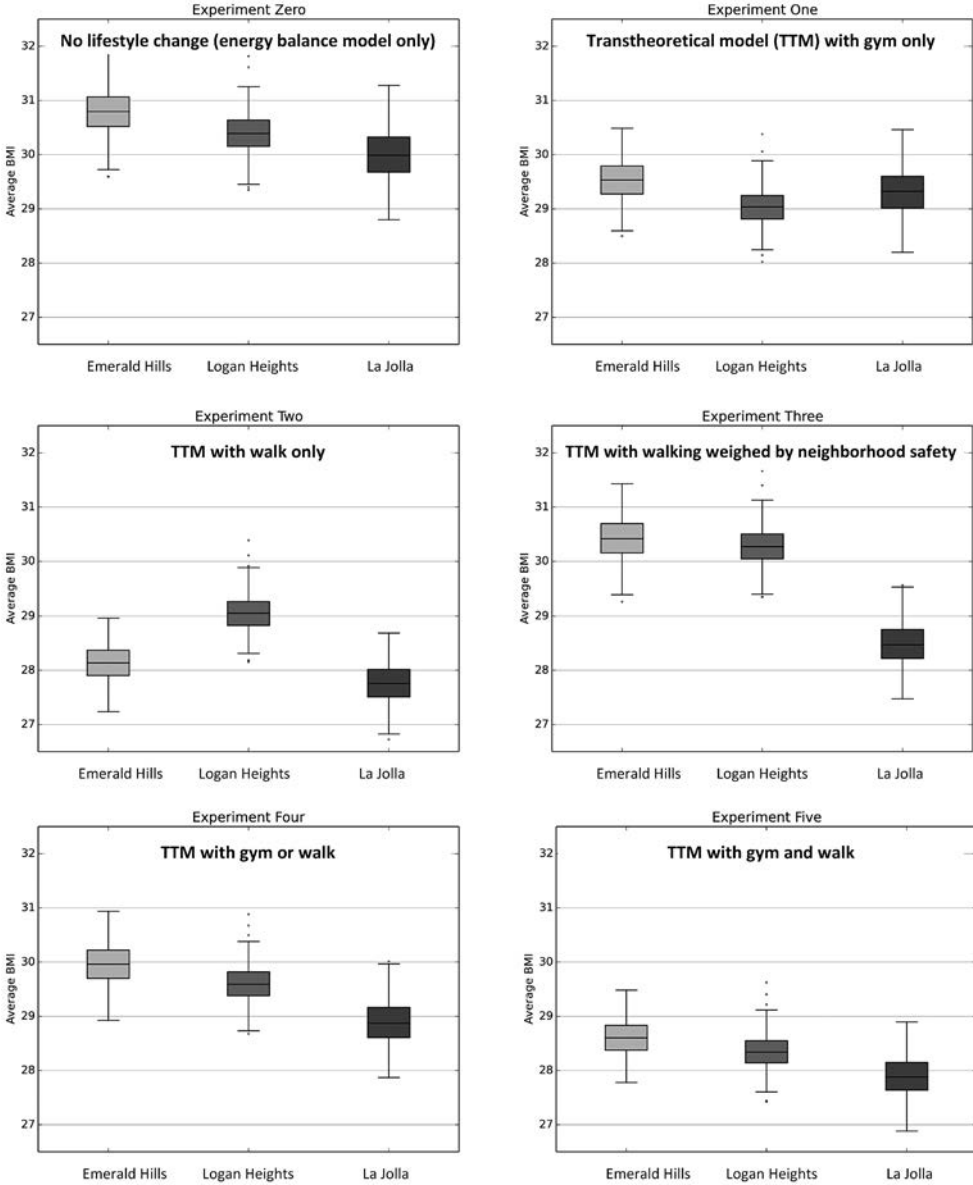 Experiment Zero
No lifestyle change (energy balance model only)
32
31
30
29
28
27
Average BMI
Emerald Hills Logan Heights La Jolla
Experiment One
Transtheoretical model (TTM) with gym only
32
31
30
29
28
27
Average BMI
Emerald Hills Logan Heights La Jolla
Experiment Two
TTM with walk only
32
31
30
29
28
27
Average BMI
Emerald Hills Logan Heights La Jolla
Experiment Three
TTM with walking weighed by neighborhood safety
32
31
30
29
28
27
Average BMI
Emerald Hills Logan Heights La Jolla
Experiment Four
TTM with gym or walk
32
31
30
29
28
27
Average BMI
Emerald Hills Logan Heights La Jolla
Experiment Five
TTM with gym and walk
32
31
30
29
28
27
Average BMI
Emerald Hills Logan Heights La Jolla